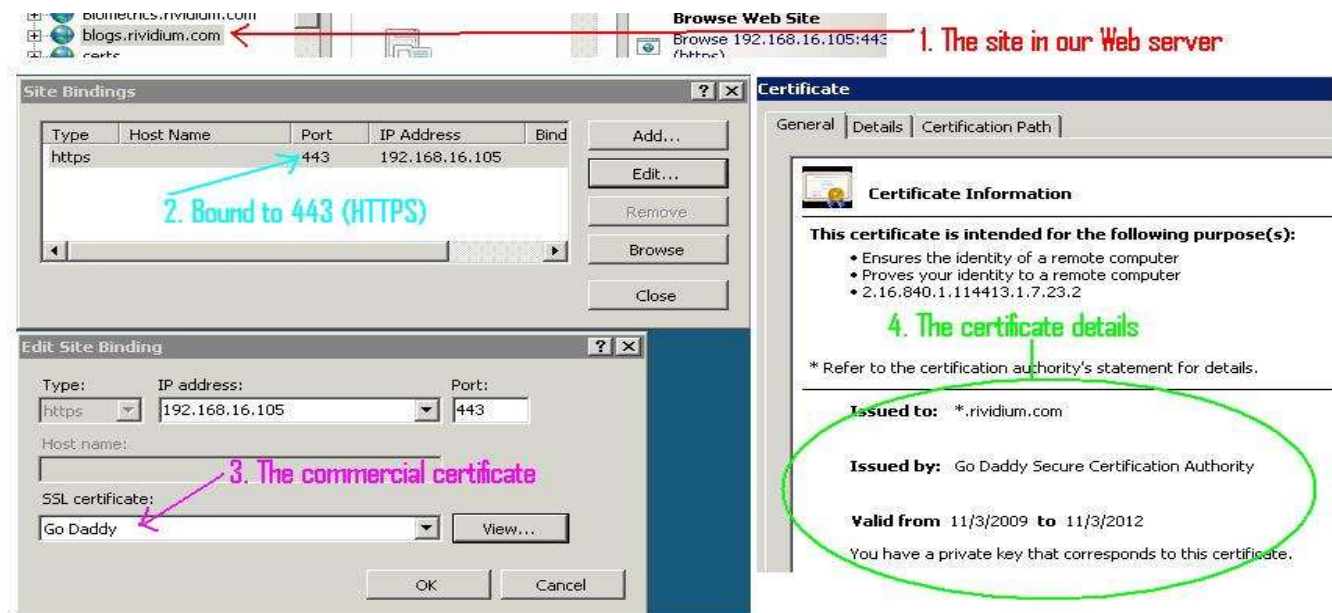 biometrics.rividium.com
blogs.rividium.com
certs
Browse Web Site
Browse 192.168.16.105:443
(https)
1. The site in our Web server
Site Bindings
Type Host Name Port IP Address Bind
https 443 192.168.16.105
2. Bound to 443 (HTTPS)
Add...
Edit...
Remove
Browse
Close
Edit Site Binding
Type: IP address: Port:
https 192.168.16.105 443
Host name:
3. The commercial certificate
SSL certificate:
Go Daddy View...
OK Cancel
Certificate
General Details Certification Path
Certificate Information
This certificate is intended for the following purpose(s):
• Ensures the identity of a remote computer
• Proves your identity to a remote computer
• 2.16.840.1.114413.1.7.23.2
4. The certificate details
* Refer to the certification authority's statement for details.
Issued to: *.rividium.com
Issued by: Go Daddy Secure Certification Authority
Valid from 11/3/2009 to 11/3/2012
You have a private key that corresponds to this certificate.